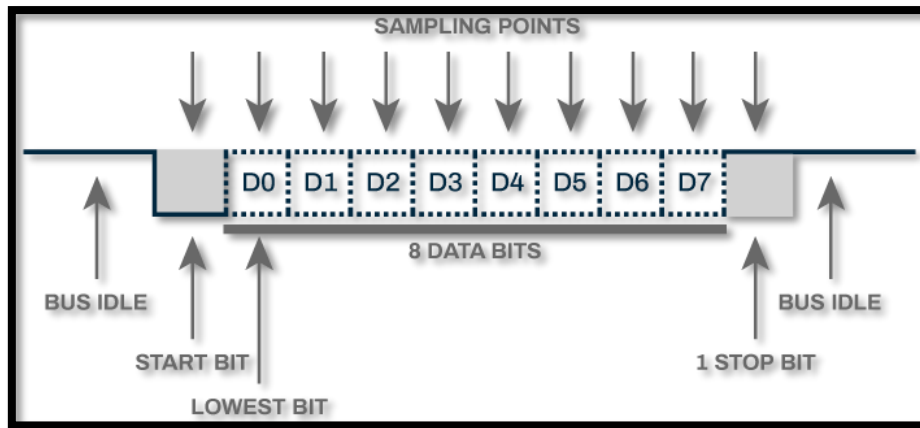 SAMPLING POINTS
D0 D1 D2 D3 D4 D5 D6 D7
8 DATA BITS
BUS IDLE BUS IDLE
START BIT 1 STOP BIT
LOWEST BIT